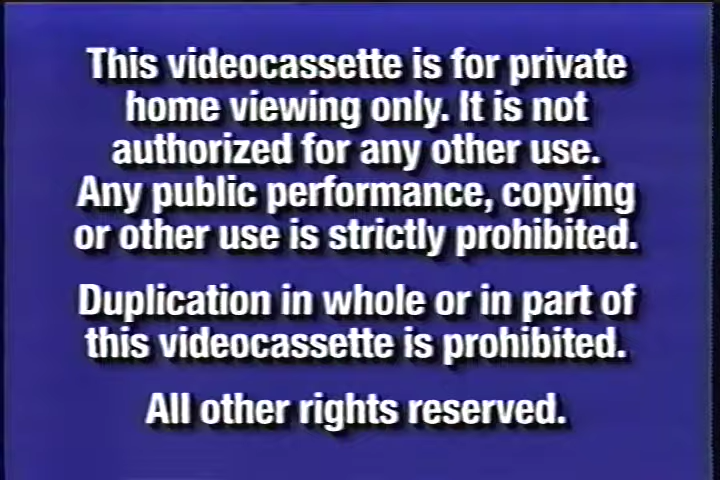 This videocassette is for private
home viewing only. It is not
authorized for any other use.
Any public performance, copying
or other use is strictly prohibited.
Duplication in whole or in part of
this videocassette is prohibited.
All other rights reserved.